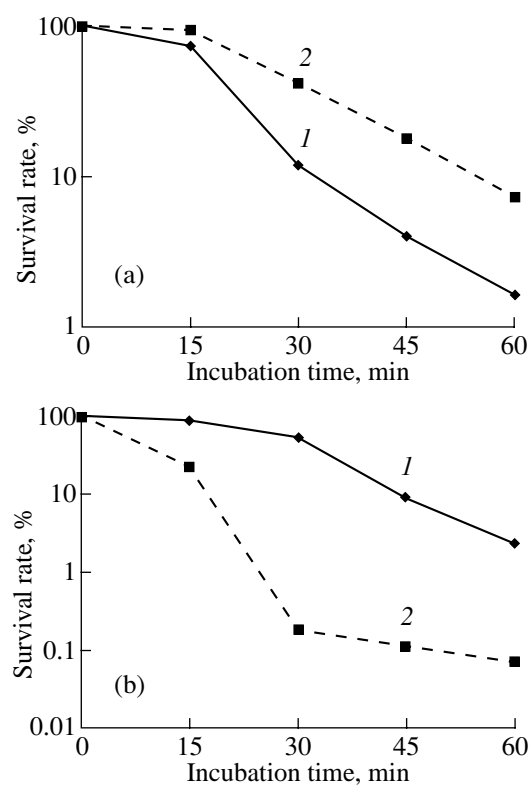 100
2
1
10
Survival rate, %
(a)
1
0 15 30 45 60
Incubation time, min
100
1
10
Survival rate, %
1
2
0.1
(b)
0.01
0 15 30 45 60
Incubation time, min